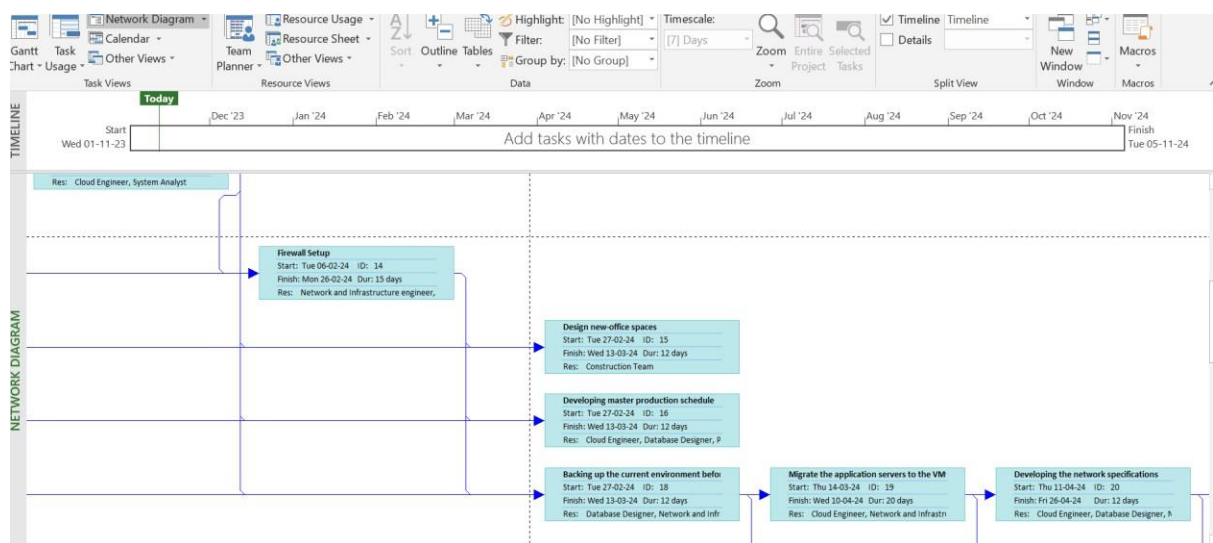 Network Diagram
Calendar
Other Views
Gantt Chart
Task Usage
Task Views
Team Planner
Resource Usage
Resource Sheet
Other Views
Resource Views
Sort
Outline
Tables
Highlight: [No Highlight]
Filter: [No Filter]
Group by: [No Group]
Data
Timescale:
[7] Days
Zoom
Entire Project
Selected Tasks
Zoom
Timeline Timeline
Details
Split View
New Window
Window
Macros
Macros
TIMELINE
Today
Dec '23 Jan '24 Feb '24 Mar '24 Apr '24 May '24 Jun '24 Jul '24 Aug '24 Sep '24 Oct '24 Nov '24
Start
Wed 01-11-23
Add tasks with dates to the timeline
Finish
Tue 05-11-24
NETWORK DIAGRAM
Res: Cloud Engineer, System Analyst
Firewall Setup
Start: Tue 06-02-24 ID: 14
Finish: Mon 26-02-24 Dur: 15 days
Res: Network and Infrastructure engineer,
Design new-office spaces
Start: Tue 27-02-24 ID: 15
Finish: Wed 13-03-24 Dur: 12 days
Res: Construction Team
Developing master production schedule
Start: Tue 27-02-24 ID: 16
Finish: Wed 13-03-24 Dur: 12 days
Res: Cloud Engineer, Database Designer, P
Backing up the current environment befo
Start: Tue 27-02-24 ID: 18
Finish: Wed 13-03-24 Dur: 12 days
Res: Database Designer, Network and Infr
Migrate the application servers to the VM
Start: Thu 14-03-24 ID: 19
Finish: Wed 10-04-24 Dur: 20 days
Res: Cloud Engineer, Network and Infrastr
Developing the network specifications
Start: Thu 11-04-24 ID: 20
Finish: Fri 26-04-24 Dur: 12 days
Res: Cloud Engineer, Database Designer, N